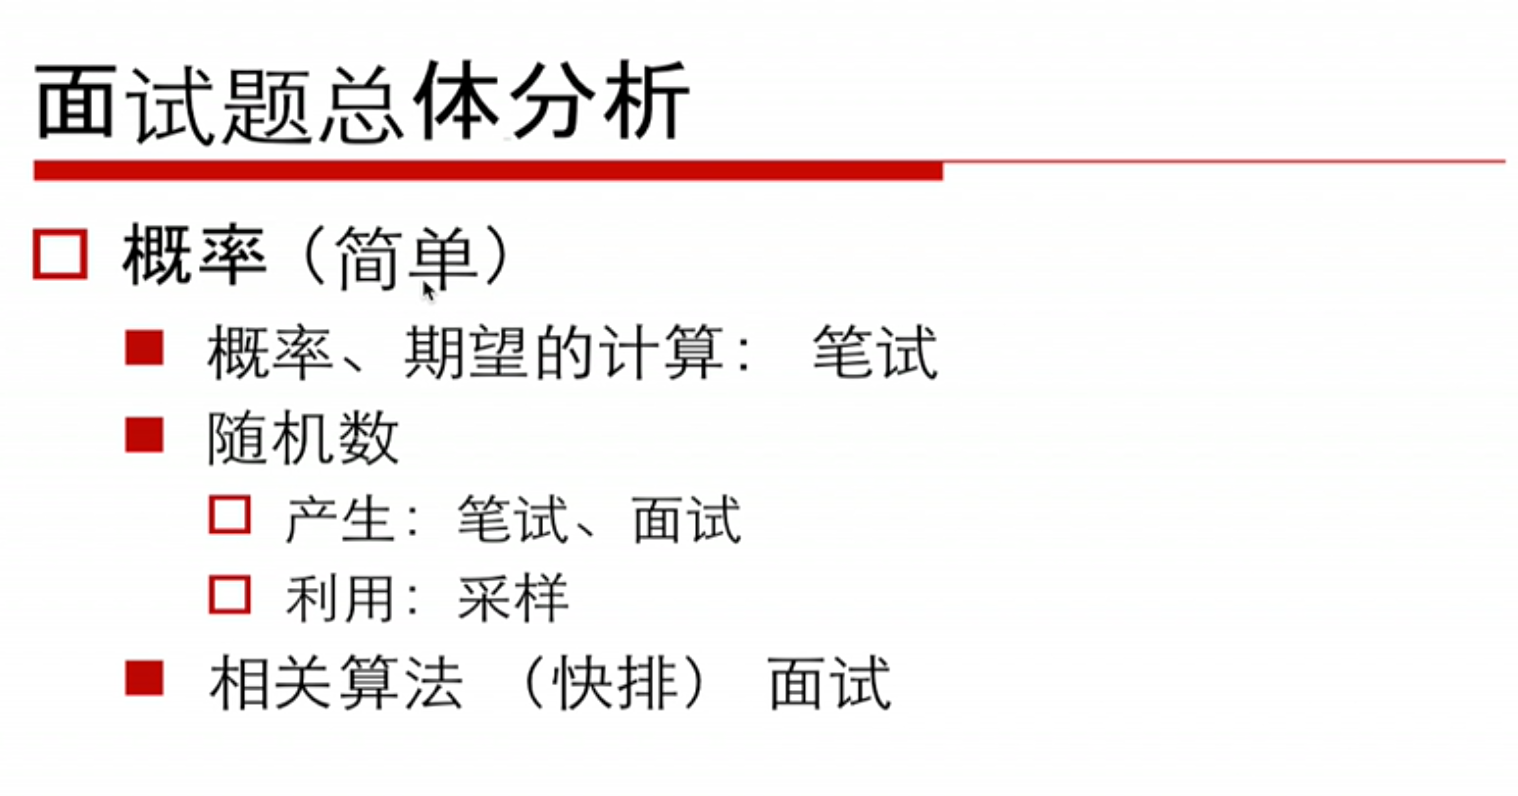 面试题总体分析
概率（简单）
概率、期望的计算： 笔试
随机数
产生：笔试、面试
利用：采样
相关算法 （快排） 面试